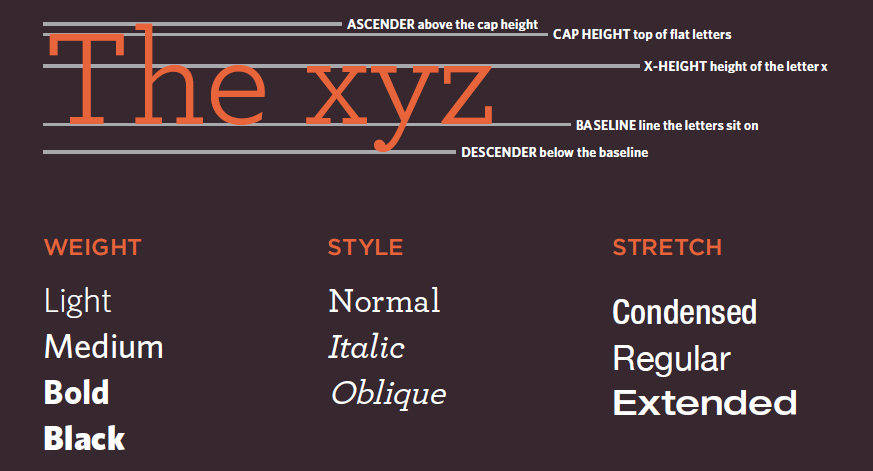 ASCENDER above the cap height
CAP HEIGHT top of flat letters
The xyz
X-HEIGHT height of the letter x
BASELINE line the letters sit on
DESCENDER below the baseline
WEIGHT
Light
Medium
Bold
Black
STYLE
Normal
Italic
Oblique
STRETCH
Condensed
Regular
Extended